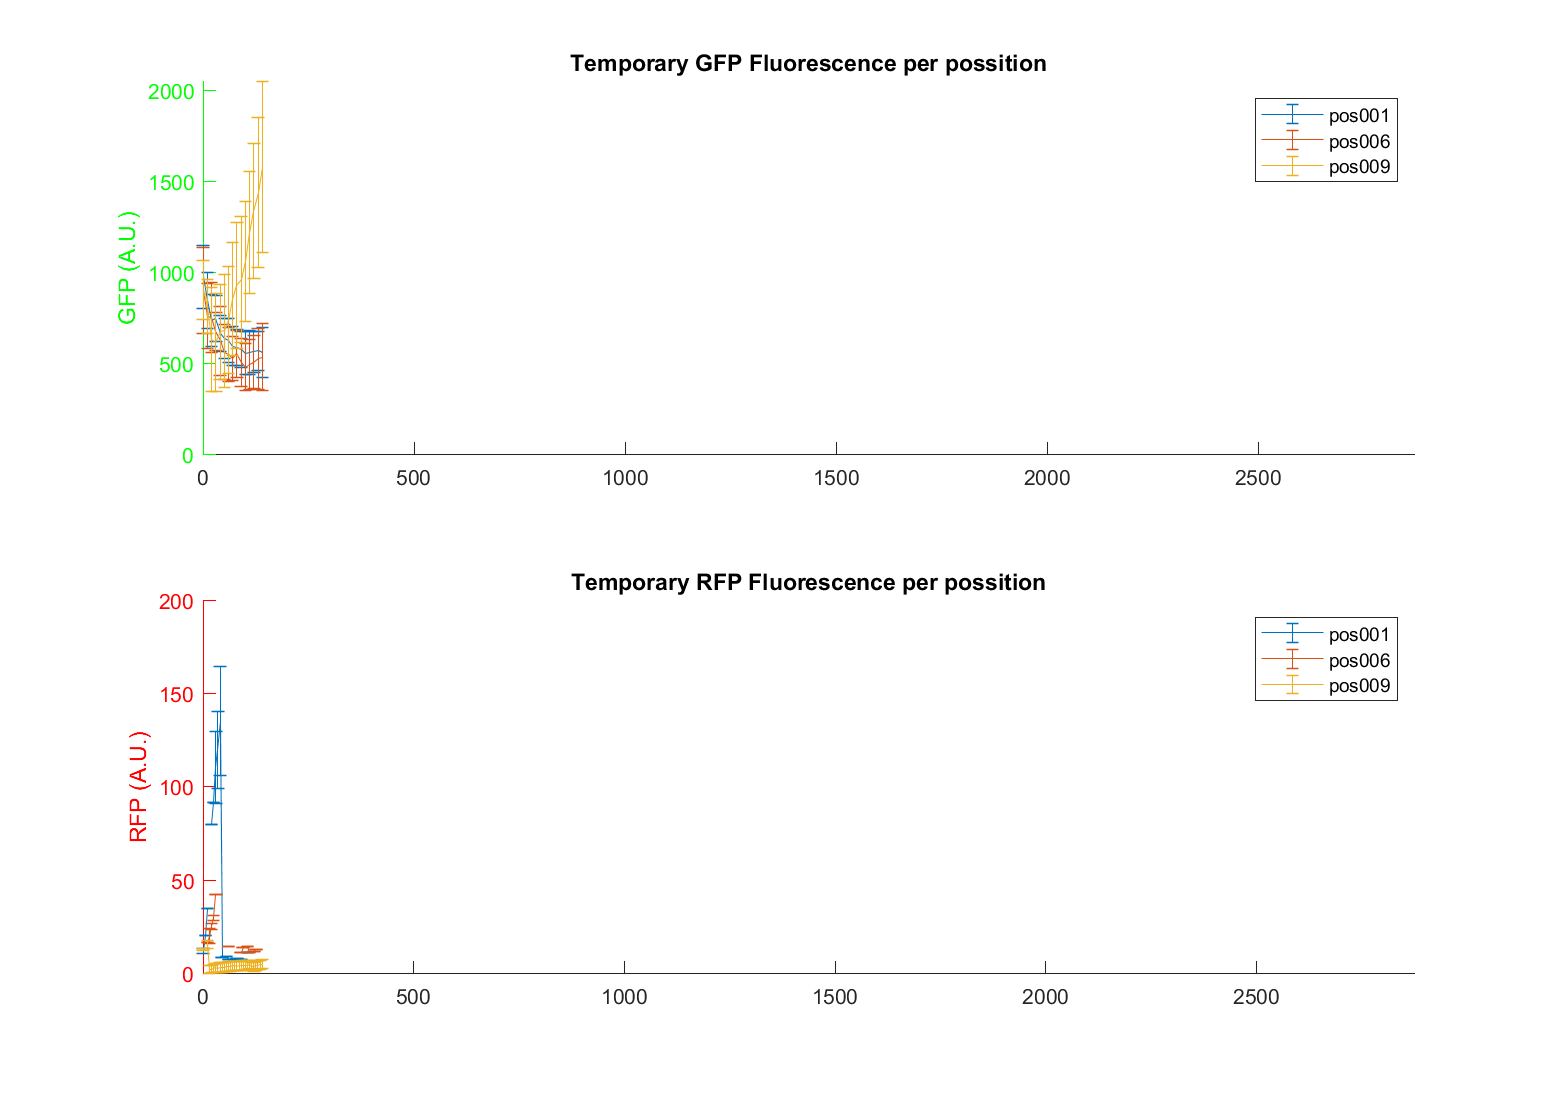 Temporary GFP Fluorescence per possition
2000
1500
1000
500
0
GFP (A.U.)
pos001
pos006
pos009
0 500 1000 1500 2000 2500
Temporary RFP Fluorescence per possition
200
150
100
50
0
RFP (A.U.)
pos001
pos006
pos009
0 500 1000 1500 2000 2500